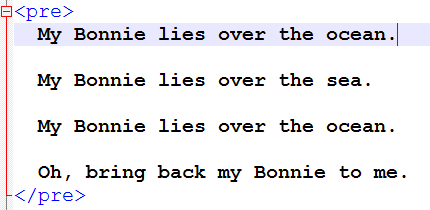 <pre>
My Bonnie lies over the ocean.
My Bonnie lies over the sea.
My Bonnie lies over the ocean.
Oh, bring back my Bonnie to me.
</pre>